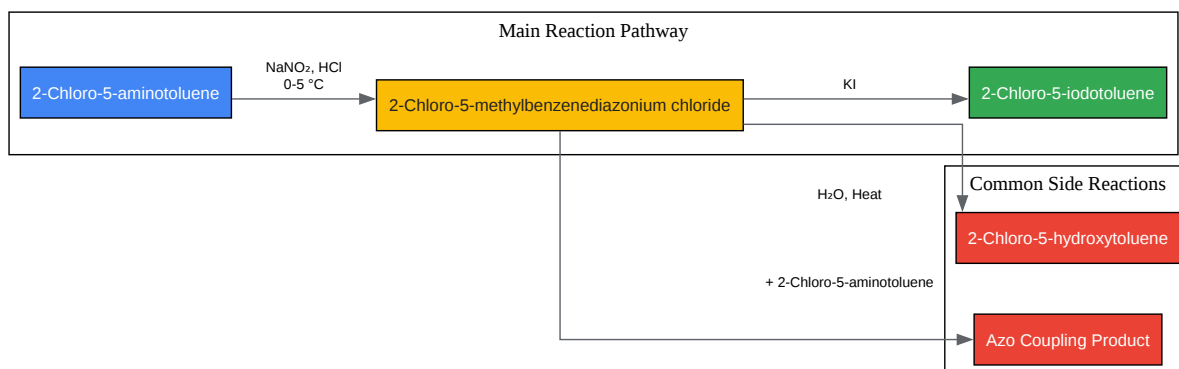 Main Reaction Pathway
2-Chloro-5-aminotoluene
NaNO₂, HCl
0-5 °C
2-Chloro-5-methylbenzenediazonium chloride
KI
2-Chloro-5-iodotoluene
Common Side Reactions
H₂O, Heat
2-Chloro-5-hydroxytoluene
+ 2-Chloro-5-aminotoluene
Azo Coupling Product